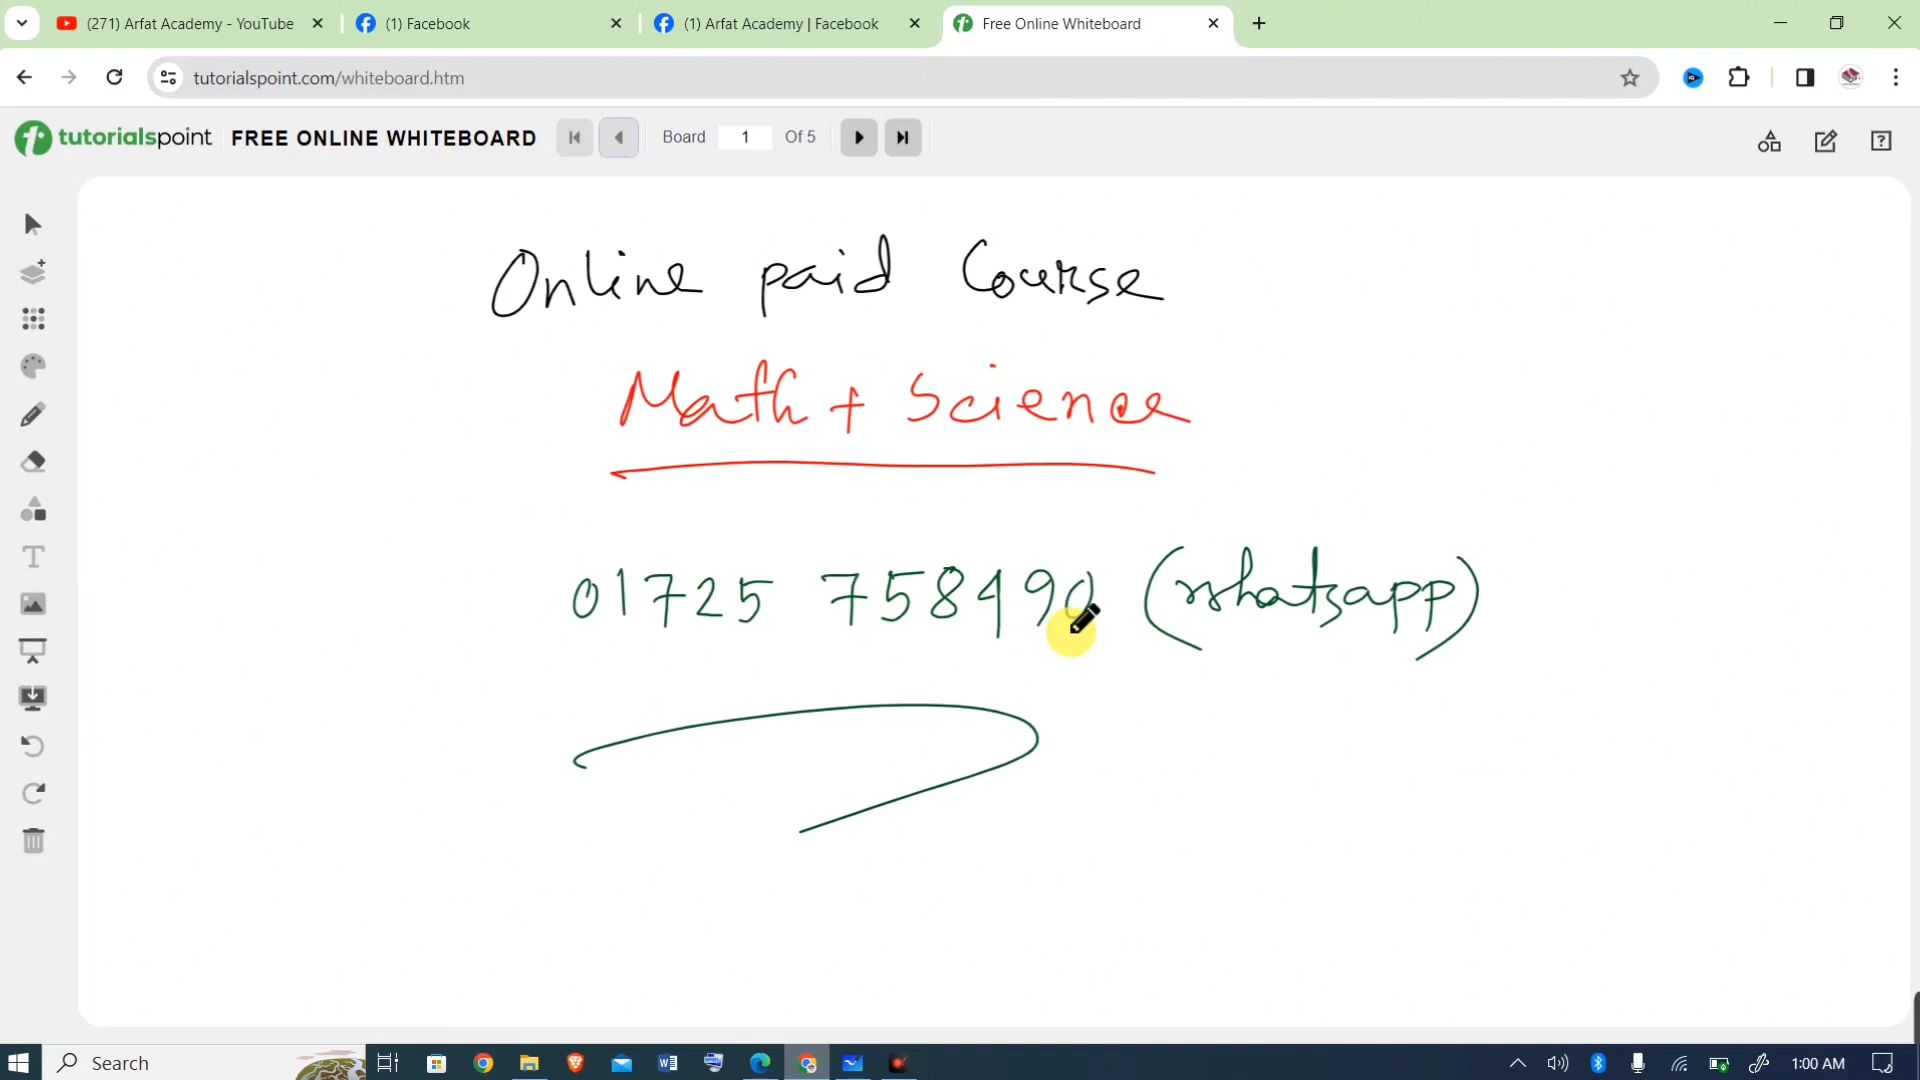 (271) Arfat Academy - YouTube (1) Facebook (1) Arfat Academy | Facebook Free Online Whiteboard
tutorialspoint.com/whiteboard.htm
tutorialspoint FREE ONLINE WHITEBOARD Board 1 Of 5
Online paid Course
Math + Science
01725 758490 (whatsapp)
Search 1:00 AM